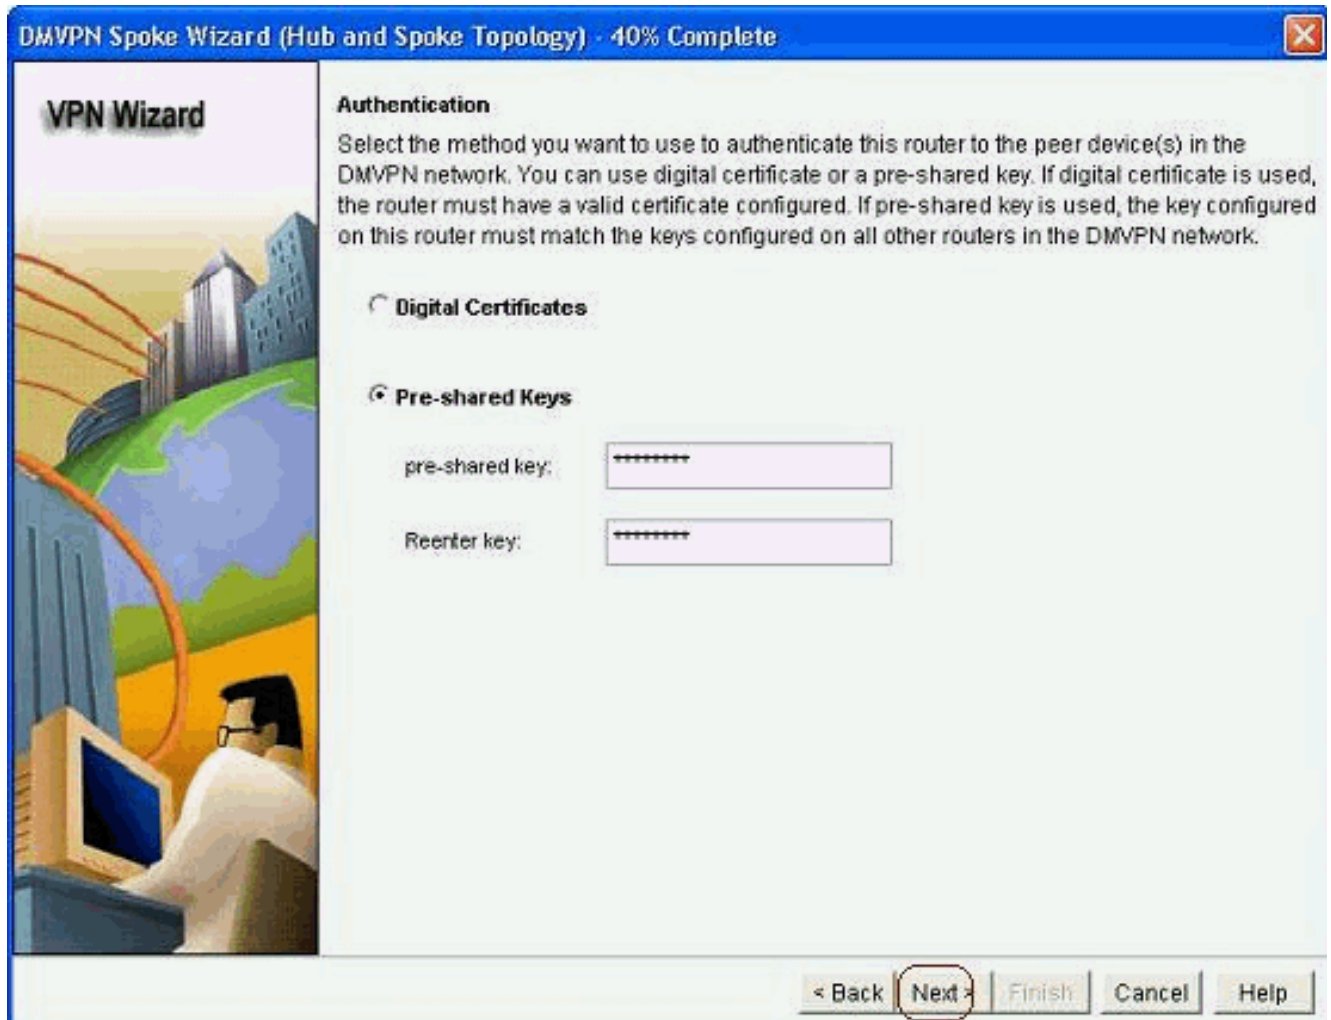 DMVPN Spoke Wizard (Hub and Spoke Topology) - 40% Complete
VPN Wizard
Authentication
Select the method you want to use to authenticate this router to the peer device(s) in the
DMVPN network. You can use digital certificate or a pre-shared key. If digital certificate is used,
the router must have a valid certificate configured. If pre-shared key is used, the key configured
on this router must match the keys configured on all other routers in the DMVPN network.
Digital Certificates
Pre-shared Keys
pre-shared key: ********
Reenter key: ********
< Back Next > Finish Cancel Help